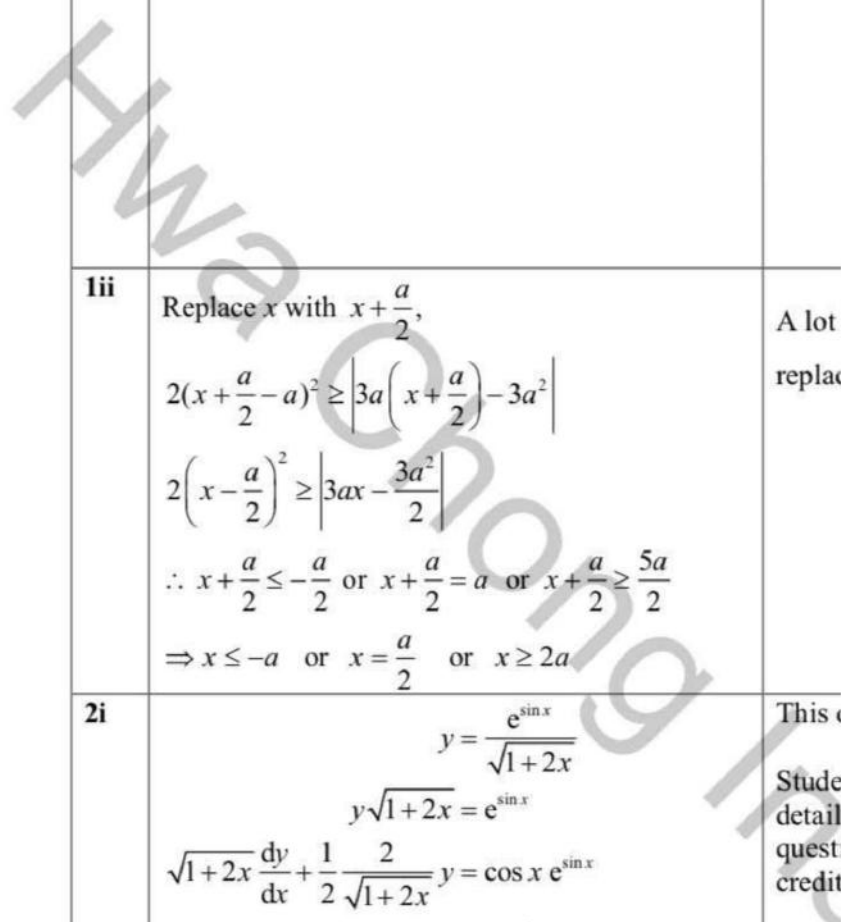 Hwa Chong In
1ii
Replace x with x + a/2,
2(x + a/2 − a)² ≥ |3a(x + a/2) − 3a²|
2(x − a/2)² ≥ |3ax − 3a²/2|
∴ x + a/2 ≤ −a/2 or x + a/2 = a or x + a/2 ≥ 5a/2
⇒ x ≤ −a or x = a/2 or x ≥ 2a
A lot
replac
2i
y = e^(sin x)/√(1+2x)
y√(1+2x) = e^(sin x)
√(1+2x) dy/dx + 1/2 2/√(1+2x) y = cos x e^(sin x)
This
Stude
detail
quest
credit